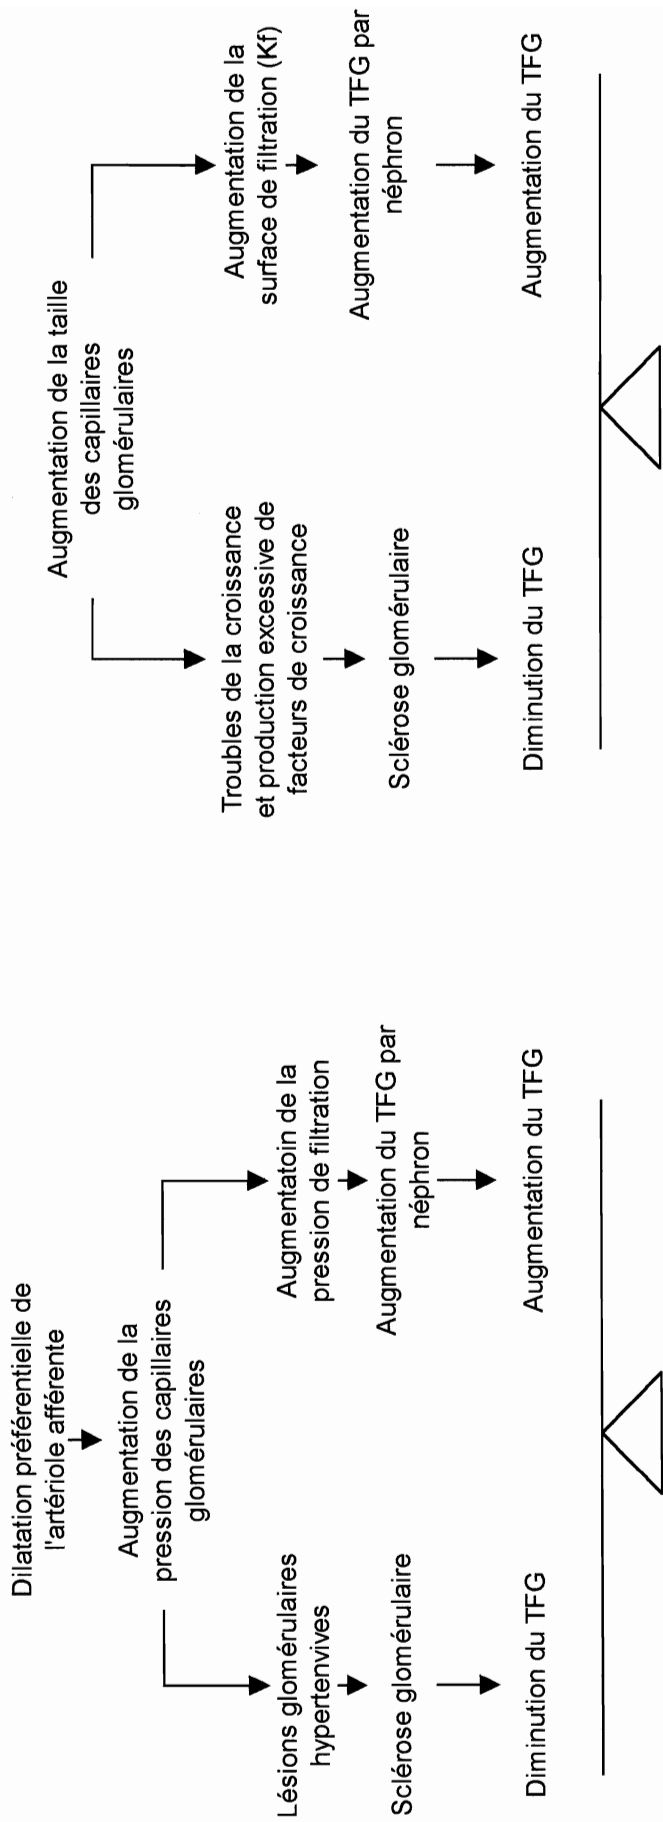 Dilatation préférentielle de
l'artériole afférente
Augmentation de la
pression des capillaires
glomérulaires
Lésions glomérulaires
hypertenvives
Sclérose glomérulaire
Diminution du TFG
Augmentatoin de la
pression de filtration
Augmentation du TFG par
néphron
Augmentation du TFG
Augmentation de la taille
des capillaires
glomérulaires
Troubles de la croissance
et production excessive de
facteurs de croissance
Sclérose glomérulaire
Diminution du TFG
Augmentation de la
surface de filtration (Kf)
Augmentation du TFG par
néphron
Augmentation du TFG